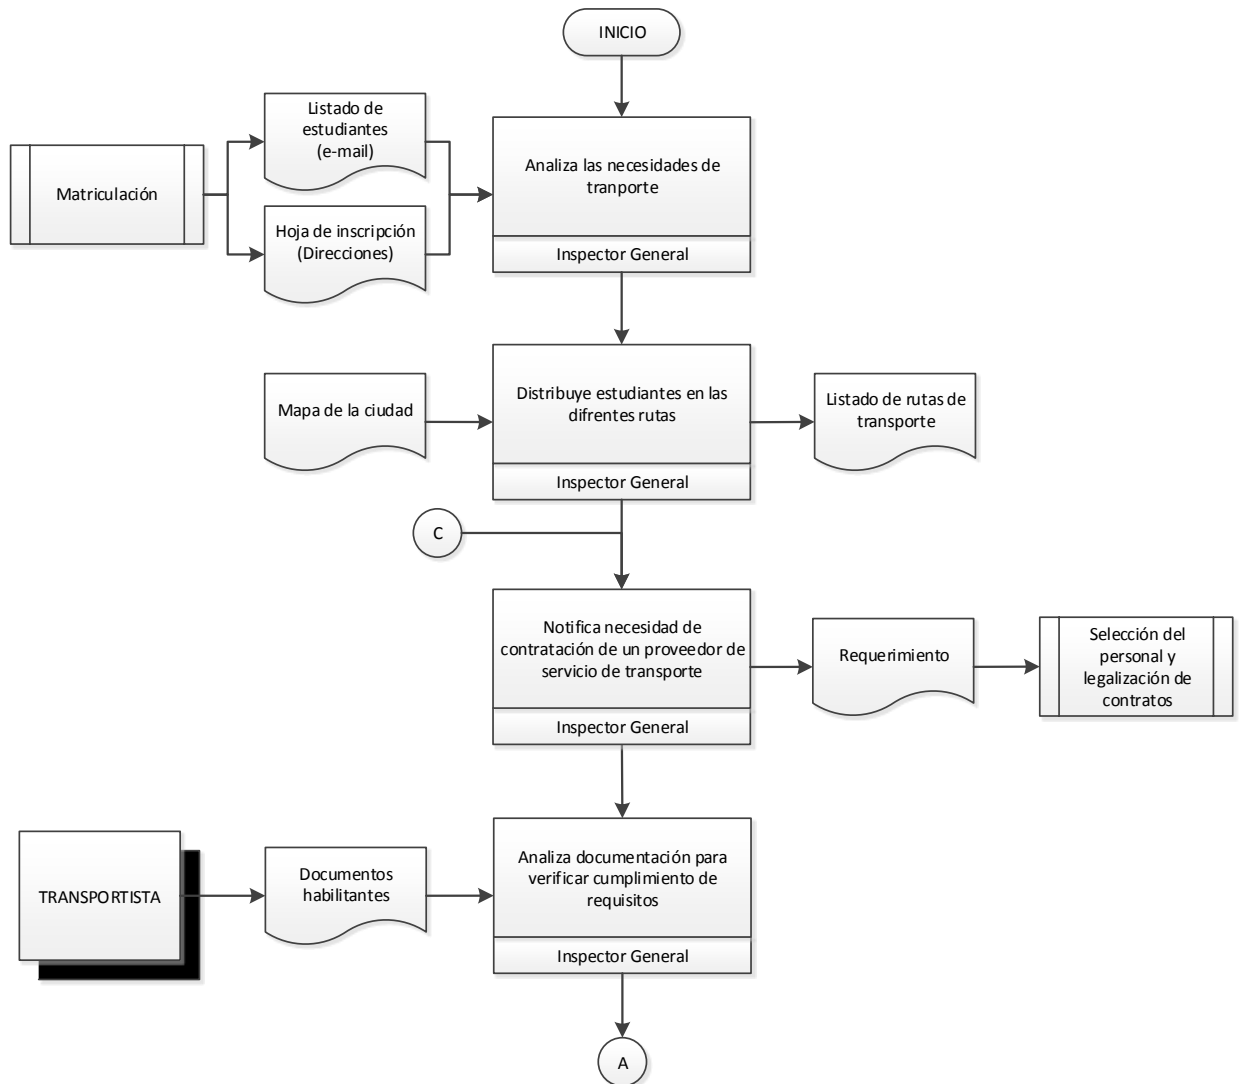 INICIO
Listado de
estudiantes
(e-mail)
Matriculación
Hoja de inscripción
(Direcciones)
Analiza las necesidades de
tranporte
Inspector General
Mapa de la ciudad
Distribuye estudiantes en las
difrentes rutas
Inspector General
Listado de rutas de
transporte
C
Notifica necesidad de
contratación de un proveedor de
servicio de transporte
Inspector General
Requerimiento
Selección del
personal y
legalización de
contratos
TRANSPORTISTA
Documentos
habilitantes
Analiza documentación para
verificar cumplimiento de
requisitos
Inspector General
A